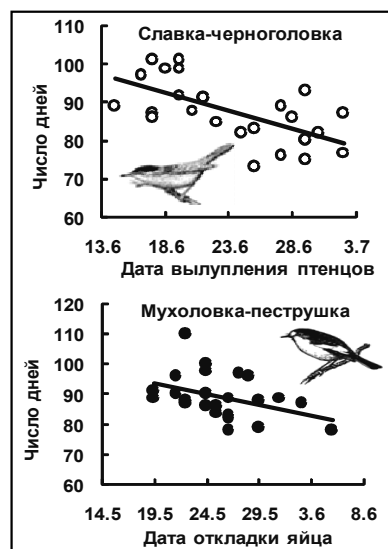 Славка-черноголовка
Число дней
110
100
90
80
70
60
13.6 18.6 23.6 28.6 3.7
Дата вылупления птенцов
Мухоловка-пеструшка
Число дней
120
110
100
90
80
70
60
14.5 19.5 24.5 29.5 3.6 8.6
Дата откладки яйца